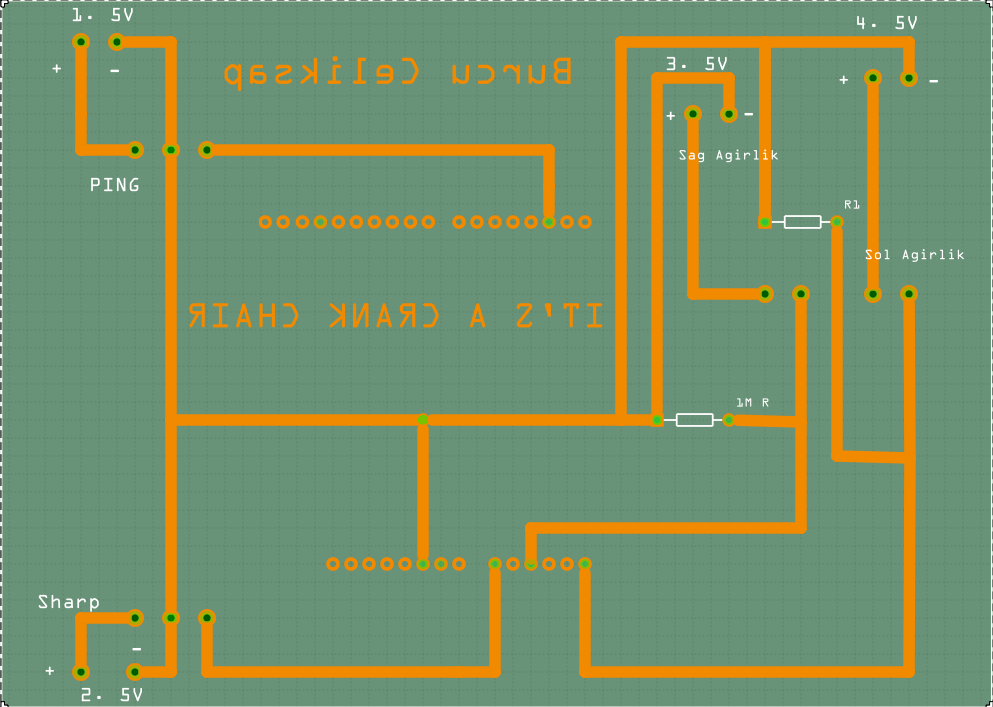 1. 5V
4. 5V
+ -
Burcu Celiksap
3. 5V
+ -
+ -
Sag Agirlik
PING
R1
Sol Agirlik
IT'S A CRANK CHAIR
1M R
Sharp
-
+
2. 5V